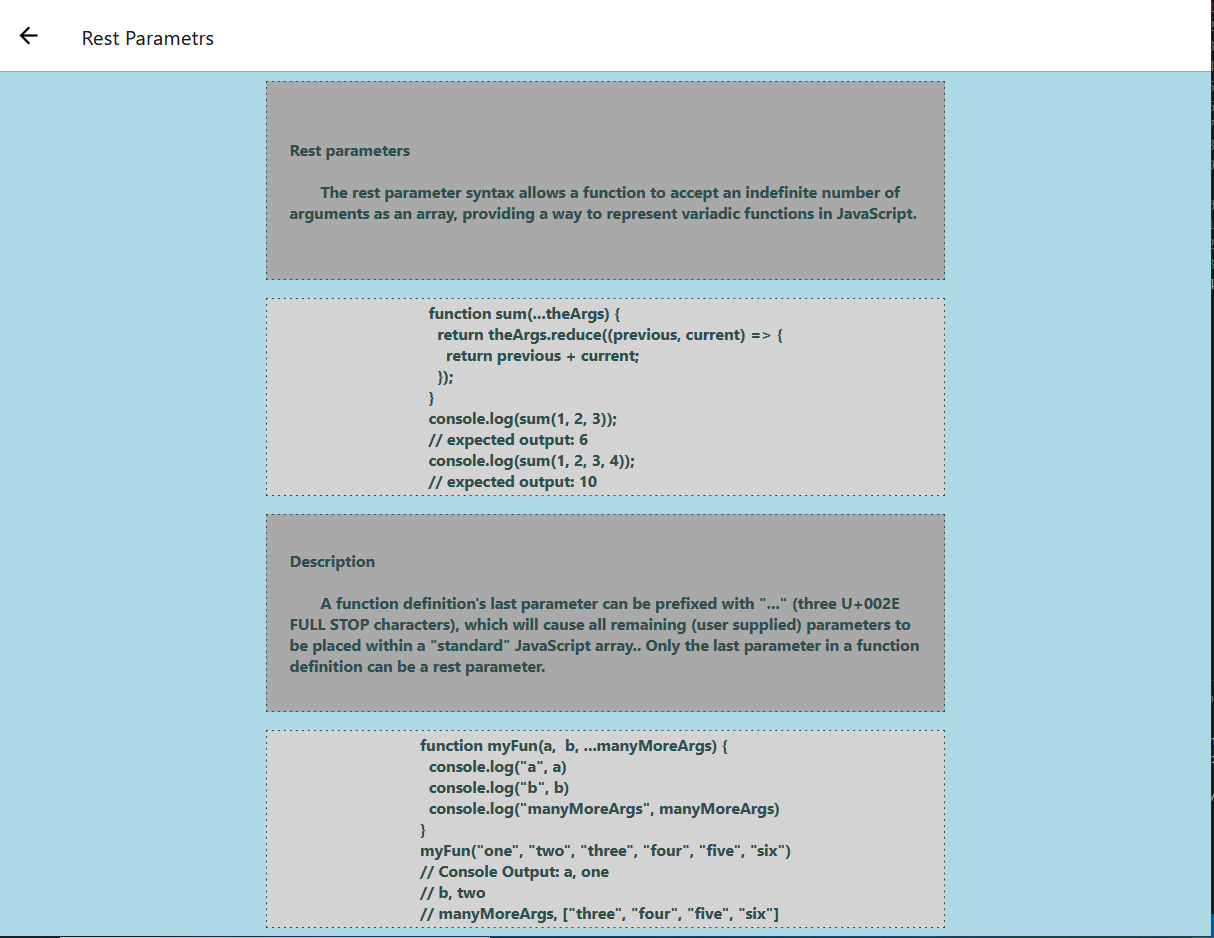 Rest Parametrs
Rest parameters
The rest parameter syntax allows a function to accept an indefinite number of
arguments as an array, providing a way to represent variadic functions in JavaScript.
function sum(...theArgs) {
  return theArgs.reduce((previous, current) => {
    return previous + current;
  });
}
console.log(sum(1, 2, 3));
// expected output: 6
console.log(sum(1, 2, 3, 4));
// expected output: 10
Description
A function definition's last parameter can be prefixed with "..." (three U+002E
FULL STOP characters), which will cause all remaining (user supplied) parameters to
be placed within a "standard" JavaScript array.. Only the last parameter in a function
definition can be a rest parameter.
function myFun(a,  b, ...manyMoreArgs) {
  console.log("a", a)
  console.log("b", b)
  console.log("manyMoreArgs", manyMoreArgs)
}
myFun("one", "two", "three", "four", "five", "six")
// Console Output: a, one
// b, two
// manyMoreArgs, ["three", "four", "five", "six"]